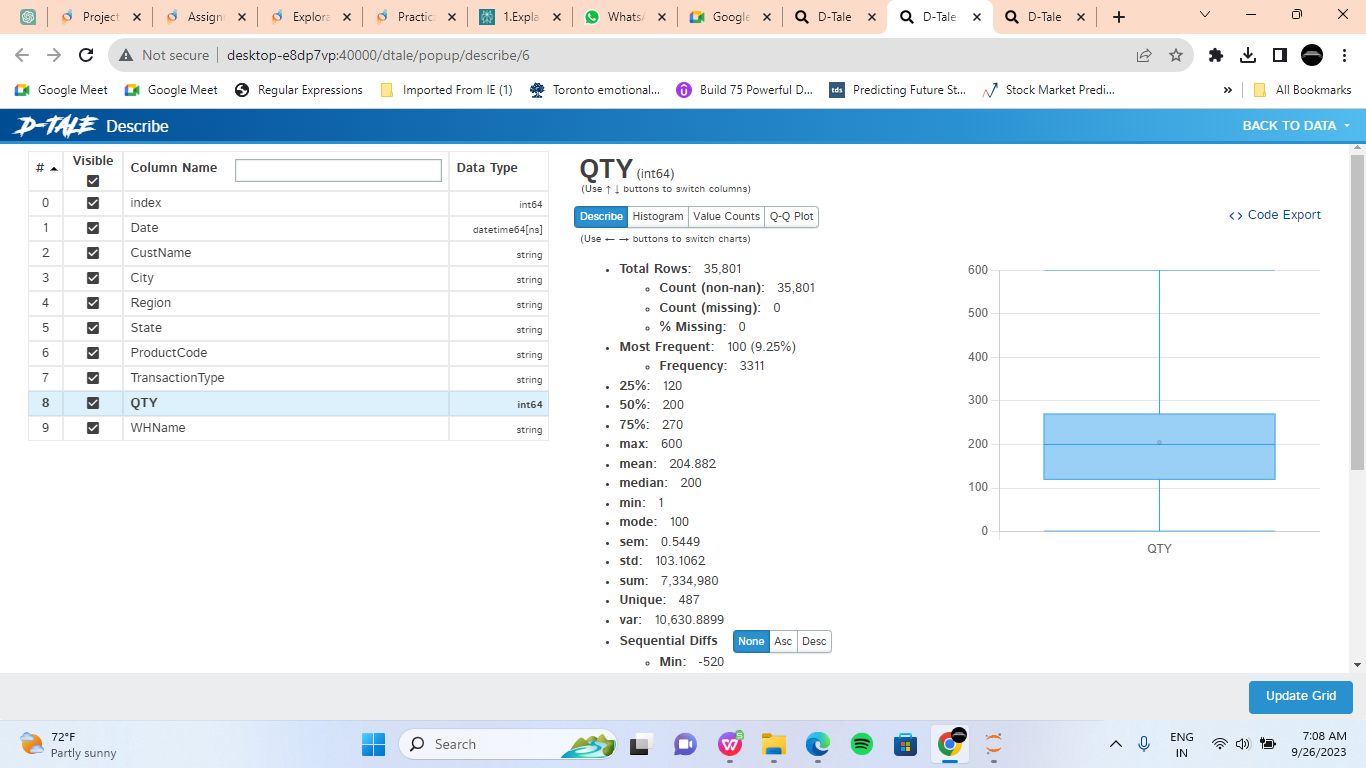 Project
Assign
Explora
Practic
1.Expla
WhatsA
Google
D-Tale
D-Tale
D-Tale
Not secure
desktop-e8dp7vp:40000/dtale/popup/describe/6
Google Meet
Google Meet
Regular Expressions
Imported From IE (1)
Toronto emotional...
Build 75 Powerful D...
tds
Predicting Future St...
Stock Market Predi...
»
All Bookmarks
D-TALE Describe
BACK TO DATA
# Visible Column Name Data Type
0 index int64
1 Date datetime64[ns]
2 CustName string
3 City string
4 Region string
5 State string
6 ProductCode string
7 TransactionType string
8 QTY int64
9 WHName string
QTY (int64)
(Use ↑ ↓ buttons to switch columns)
Describe Histogram Value Counts Q-Q Plot
(Use ← → buttons to switch charts)
<> Code Export
Total Rows: 35,801
Count (non-nan): 35,801
Count (missing): 0
% Missing: 0
Most Frequent: 100 (9.25%)
Frequency: 3311
25%: 120
50%: 200
75%: 270
max: 600
mean: 204.882
median: 200
min: 1
mode: 100
sem: 0.5449
std: 103.1062
sum: 7,334,980
Unique: 487
var: 10,630.8899
Sequential Diffs None Asc Desc
Min: -520
600
500
400
300
200
100
0
QTY
Update Grid
72°F
Partly sunny
Search
ENG
IN
7:08 AM
9/26/2023